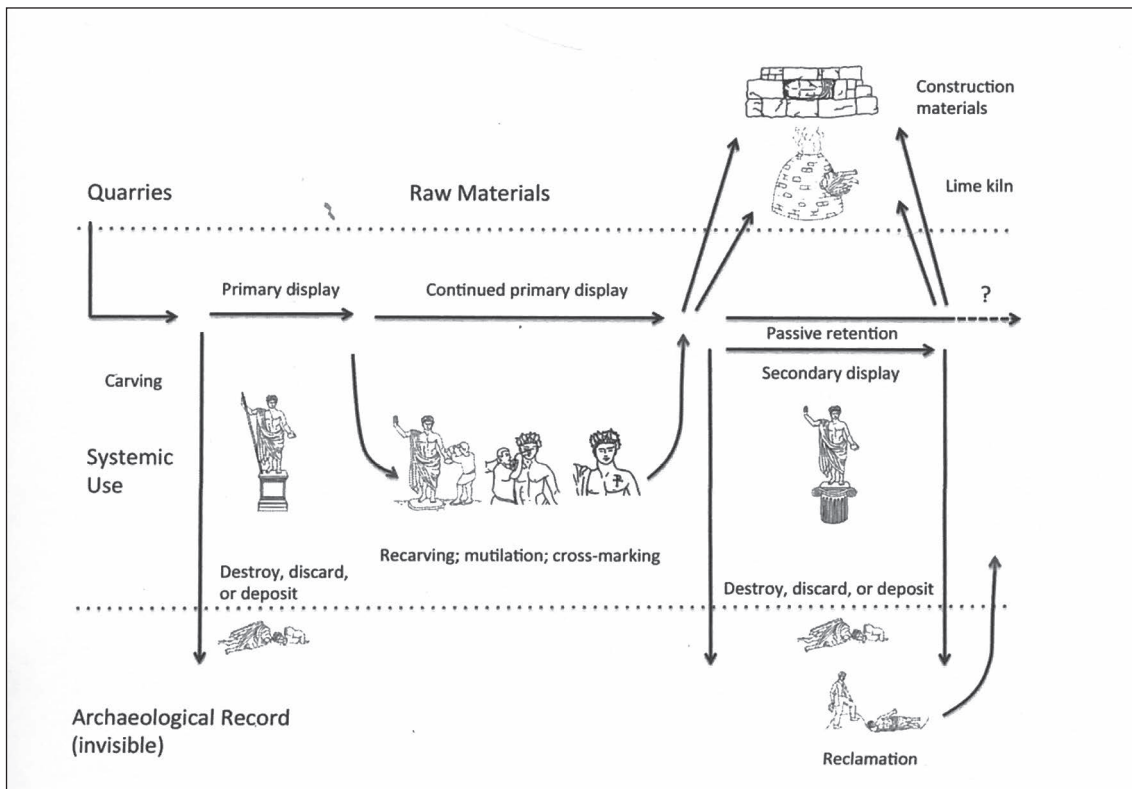 Construction
materials
Lime kiln
Quarries
Raw Materials
Primary display
Continued primary display
?
Passive retention
Secondary display
Carving
Systemic
Use
Recarving; mutilation; cross-marking
Destroy, discard,
or deposit
Destroy, discard, or deposit
Archaeological Record
(invisible)
Reclamation